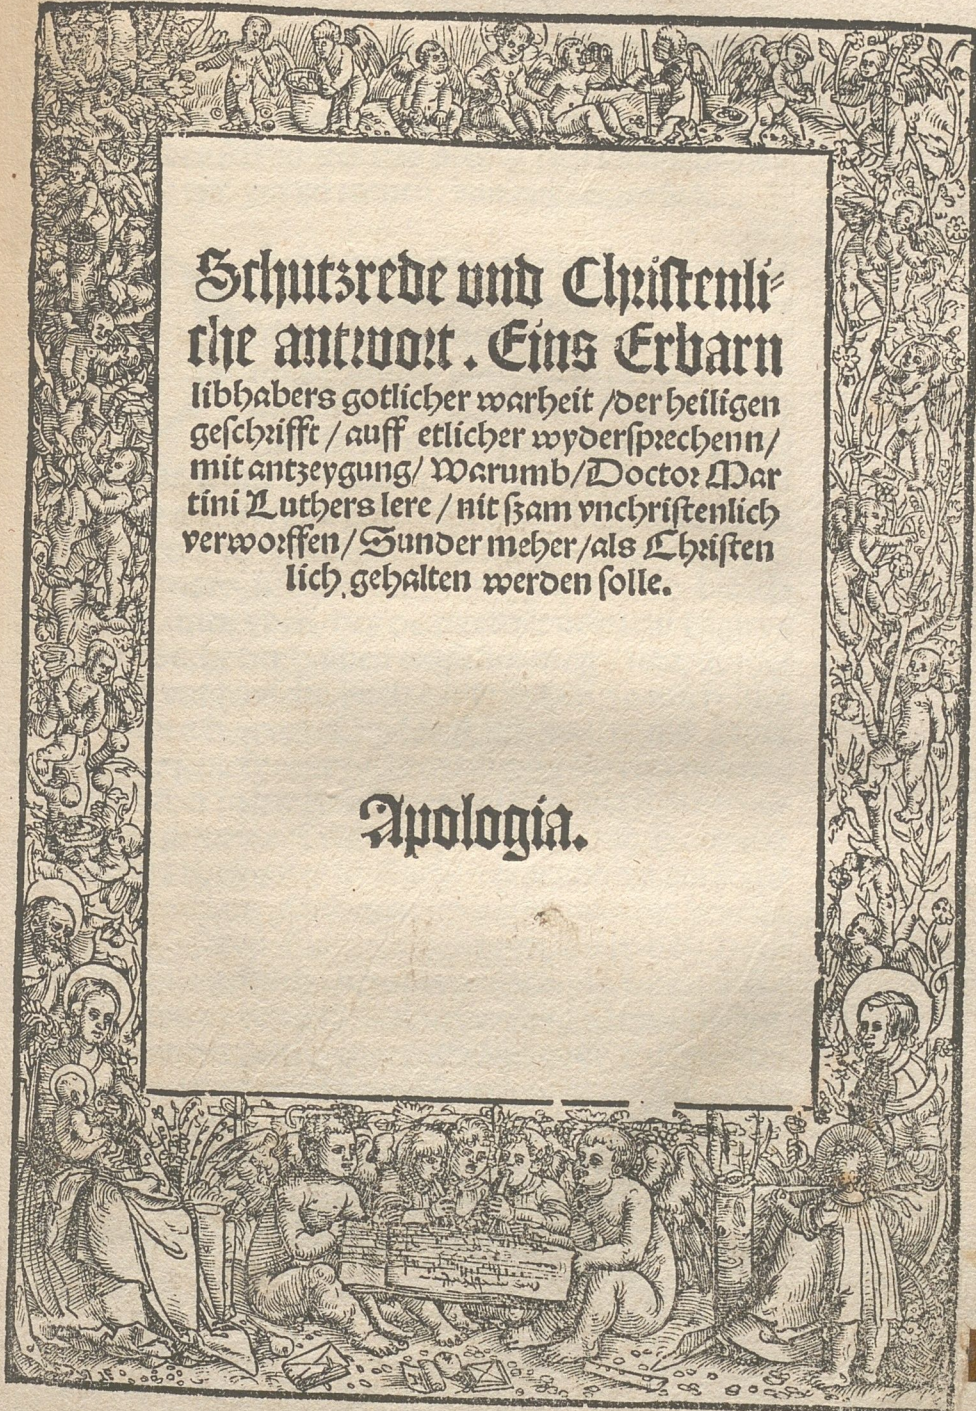 Schutzrede vnd Christenli⸗
che antwort. Eins Erbarn
libhabers gotlicher warheit /der heiligen
geschrifft / auff etlicher wydersprechenn/
mit antzeygung/ Warumb/Doctor Mar
tini Luthers lere / nit szam vnchristenlich
verworffen/ Sunder meher/als Christen
lich gehalten werden solle.
Apologia.